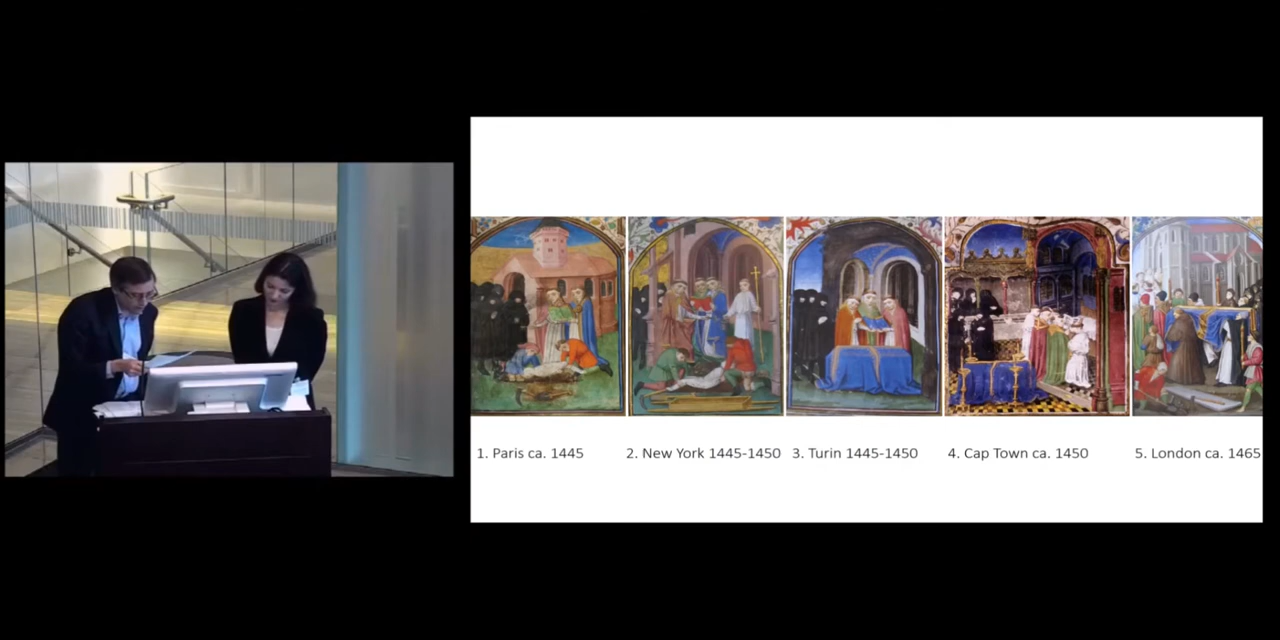 1. Paris ca. 1445
2. New York 1445-1450
3. Turin 1445-1450
4. Cap Town ca. 1450
5. London ca. 1465